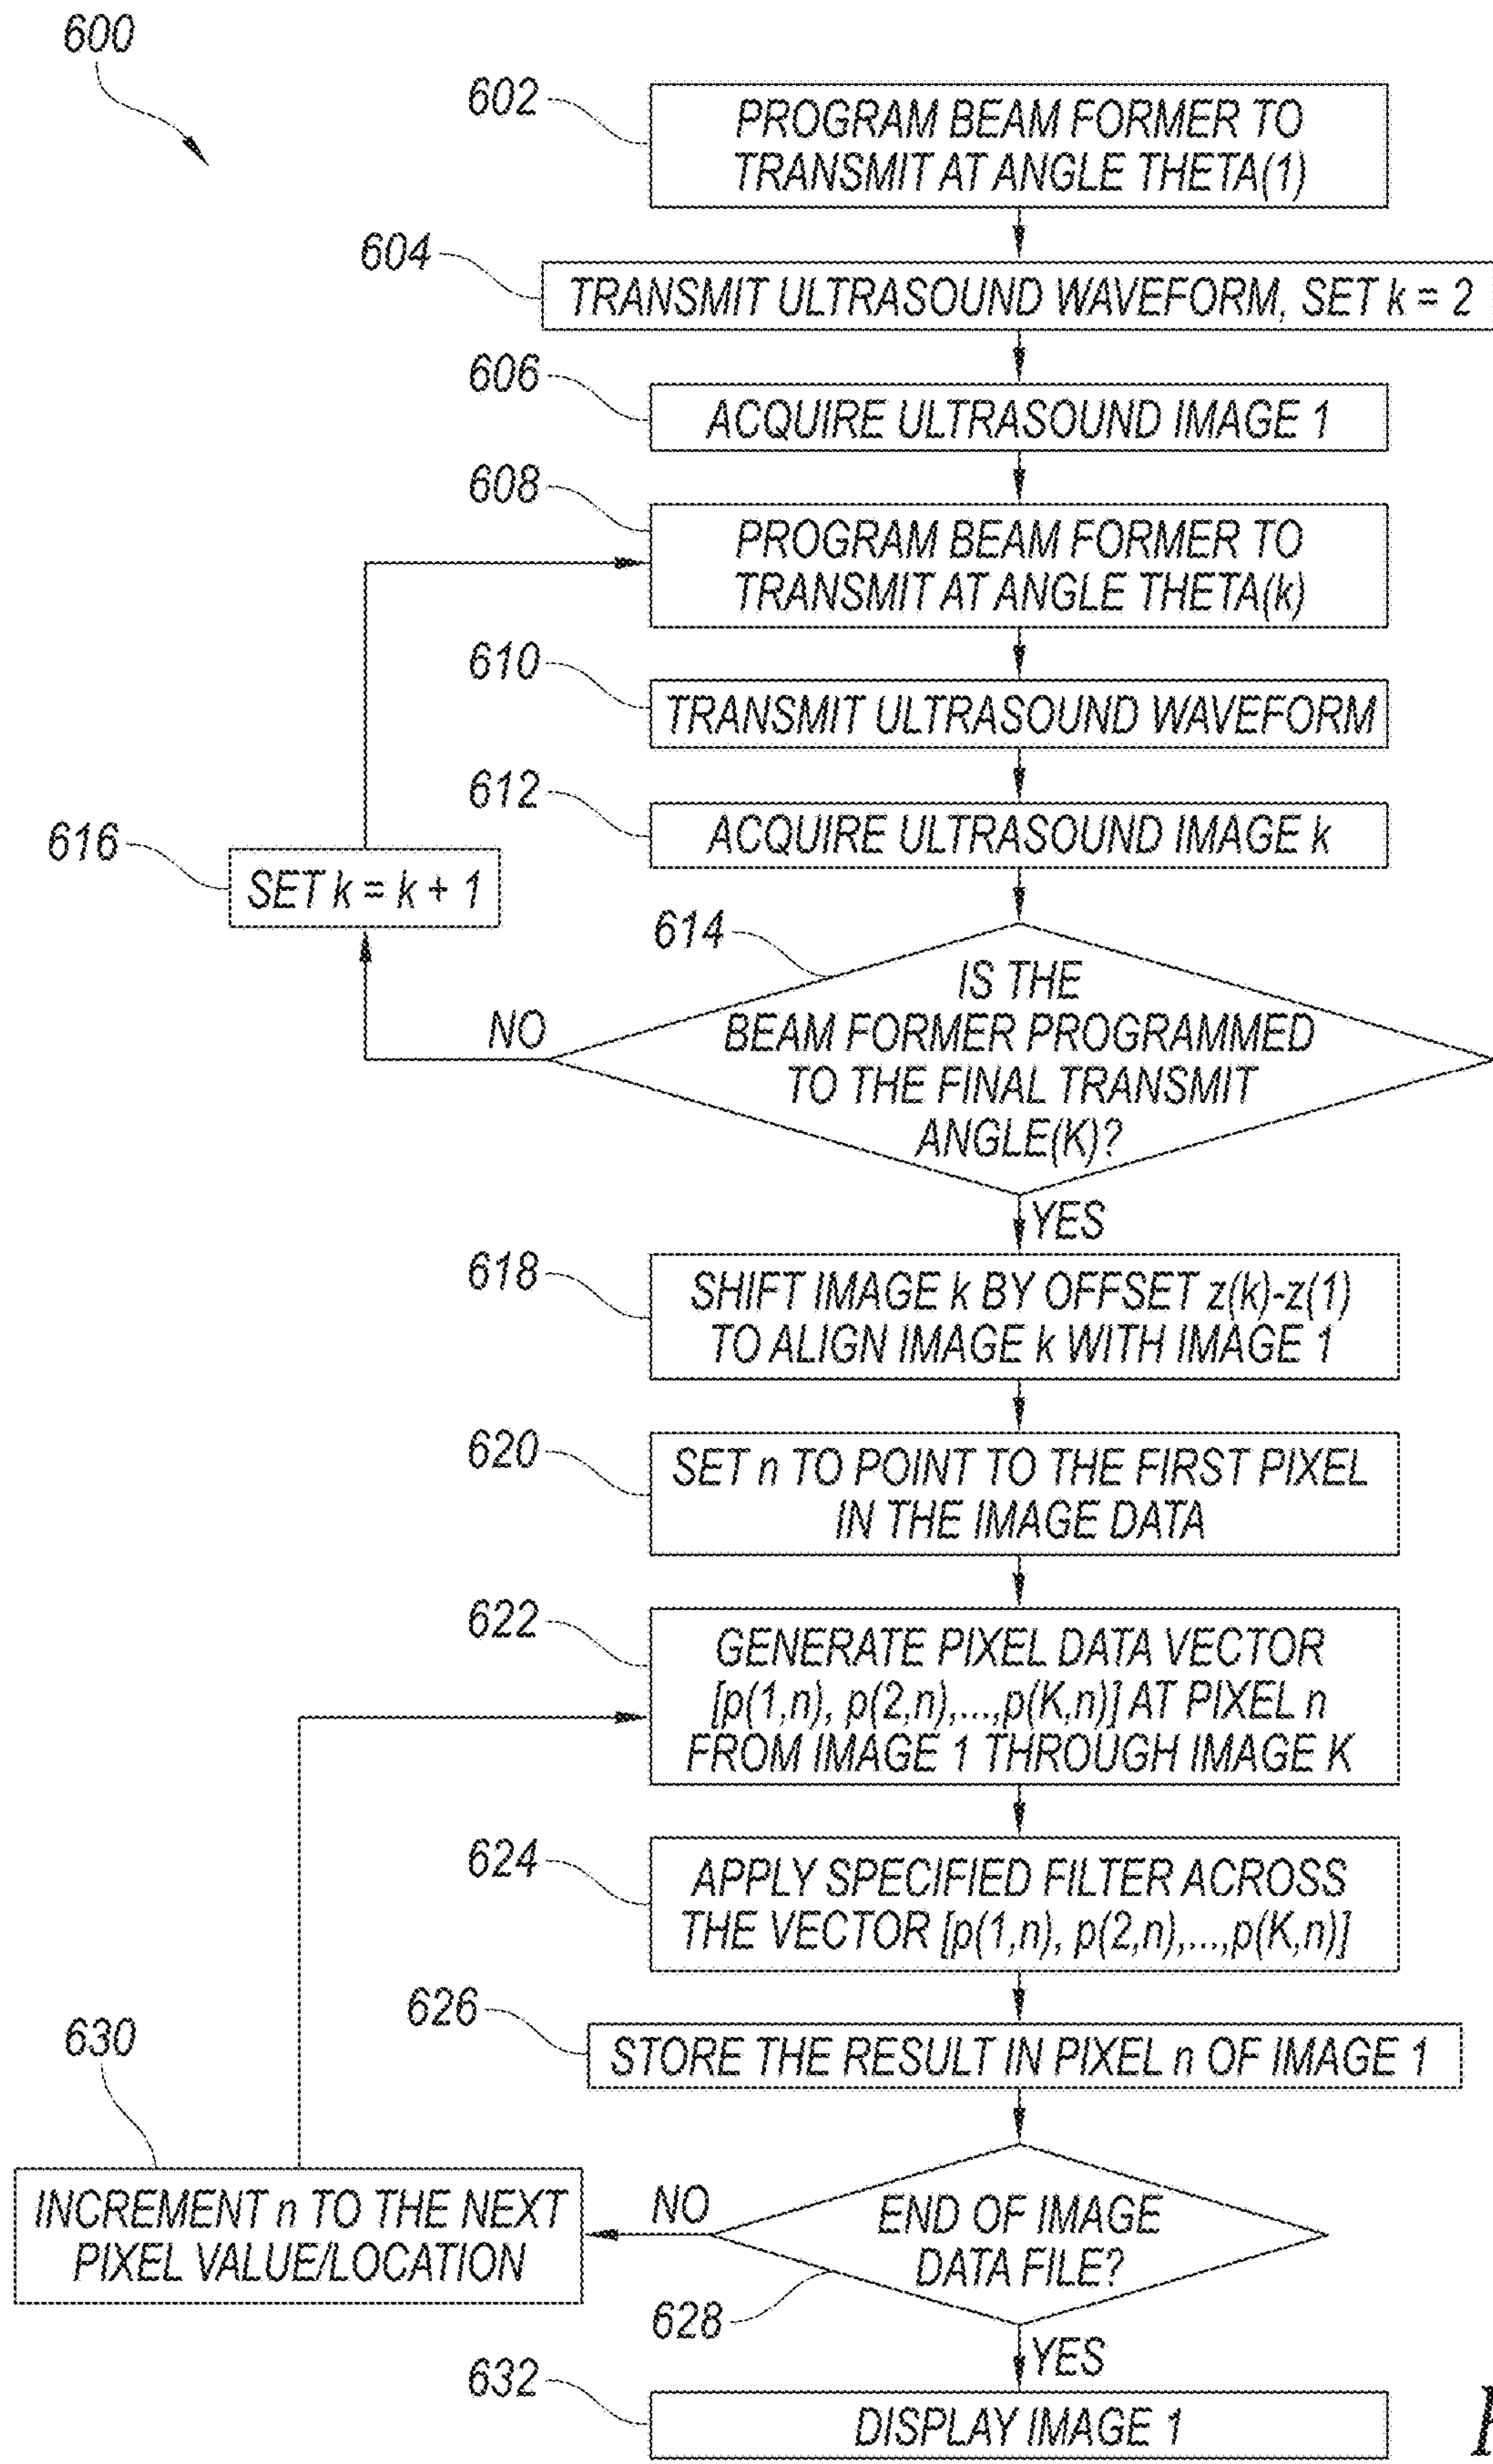 600
602
PROGRAM BEAM FORMER TO
TRANSMIT AT ANGLE THETA(1)
604
TRANSMIT ULTRASOUND WAVEFORM, SET k = 2
606
ACQUIRE ULTRASOUND IMAGE 1
608
PROGRAM BEAM FORMER TO
TRANSMIT AT ANGLE THETA(k)
610
TRANSMIT ULTRASOUND WAVEFORM
612
ACQUIRE ULTRASOUND IMAGE k
616
SET k = k + 1
614
IS THE
BEAM FORMER PROGRAMMED
TO THE FINAL TRANSMIT
ANGLE(K)?
NO
YES
618
SHIFT IMAGE k BY OFFSET z(k)-z(1)
TO ALIGN IMAGE k WITH IMAGE 1
620
SET n TO POINT TO THE FIRST PIXEL
IN THE IMAGE DATA
622
GENERATE PIXEL DATA VECTOR
[p(1,n), p(2,n),...,p(K,n)] AT PIXEL n
FROM IMAGE 1 THROUGH IMAGE K
624
APPLY SPECIFIED FILTER ACROSS
THE VECTOR [p(1,n), p(2,n),...,p(K,n)]
626
STORE THE RESULT IN PIXEL n OF IMAGE 1
630
INCREMENT n TO THE NEXT
PIXEL VALUE/LOCATION
NO
END OF IMAGE
DATA FILE?
628
YES
632
DISPLAY IMAGE 1